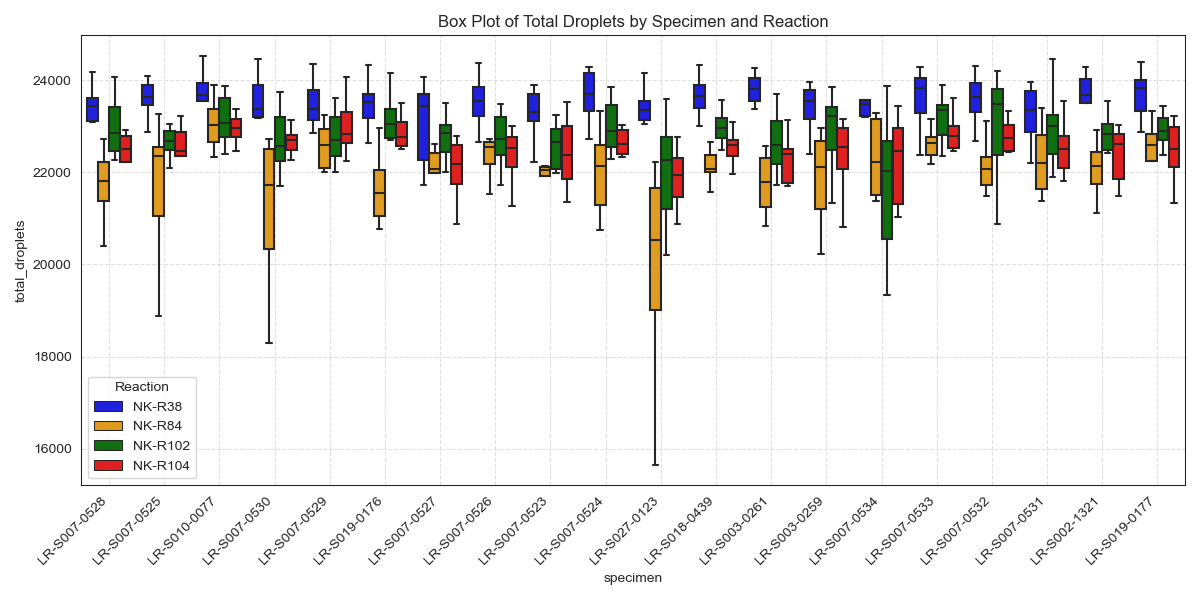 Box Plot of Total Droplets by Specimen and Reaction
total_droplets
24000
22000
20000
18000
16000
Reaction
NK-R38
NK-R84
NK-R102
NK-R104
LR-S007-0528
LR-S007-0525
LR-S010-0077
LR-S007-0530
LR-S007-0529
LR-S019-0176
LR-S007-0527
LR-S007-0526
LR-S007-0523
LR-S007-0524
LR-S027-0123
LR-S018-0439
LR-S003-0261
LR-S003-0259
LR-S007-0534
LR-S007-0533
LR-S007-0532
LR-S007-0531
LR-S002-1321
LR-S019-0177
specimen